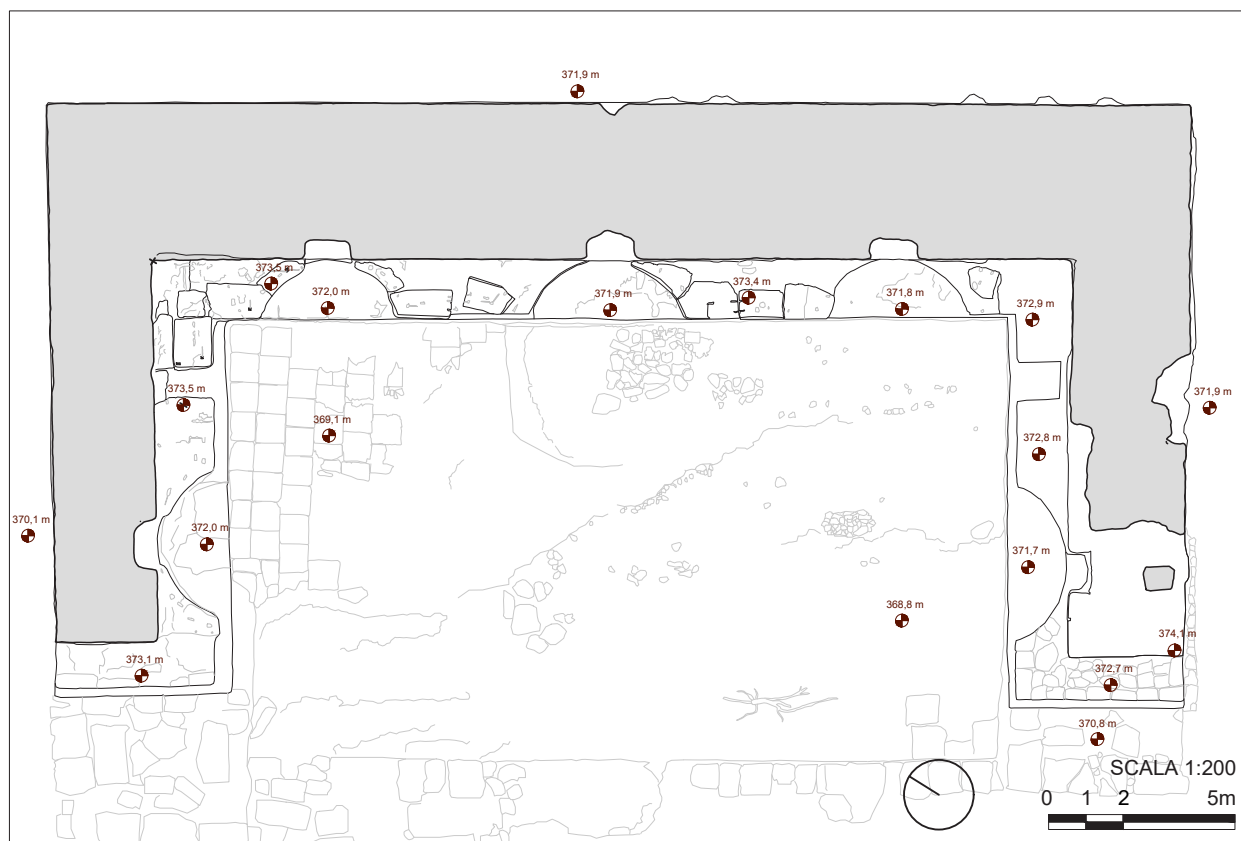 371,9 m
373,5 m
372,0 m
371,9 m
373,4 m
371,8 m
372,9 m
373,5 m
371,9 m
369,1 m
372,8 m
370,1 m
372,0 m
371,7 m
368,8 m
374,1 m
373,1 m
372,7 m
370,8 m
SCALA 1:200
0 1 2 5m